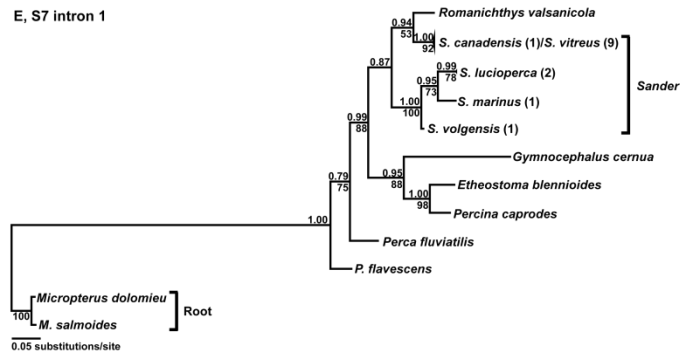 E, S7 intron 1
Romanichthys valsanicola
0.94
53
1.00
92
S. canadensis (1)/S. vitreus (9)
0.87
0.99
78
S. lucioperca (2)
0.95
73
Sander
S. marinus (1)
1.00
100
0.99
88
S. volgensis (1)
Gymnocephalus cernua
0.95
88
0.79
75
Etheostoma blennioides
1.00
98
Percina caprodes
1.00
Perca fluviatilis
P. flavescens
Micropterus dolomieu
Root
100
M. salmoides
0.05 substitutions/site